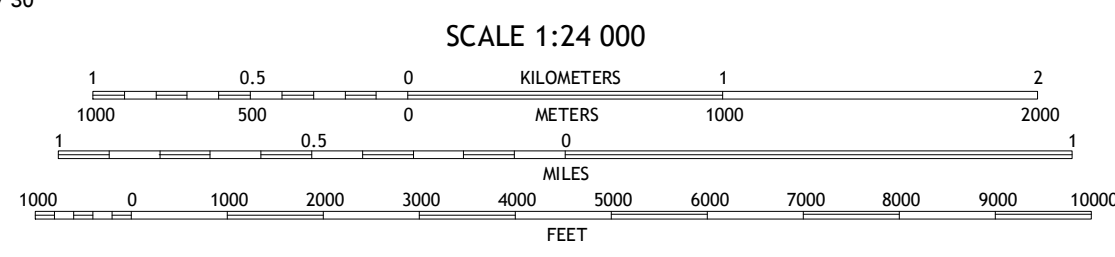 SCALE 1:24 000
1 0.5 0 KILOMETERS 1 2
1000 500 0 METERS 1000 2000
1 0.5 0 1
MILES
1000 0 1000 2000 3000 4000 5000 6000 7000 8000 9000 10000
FEET